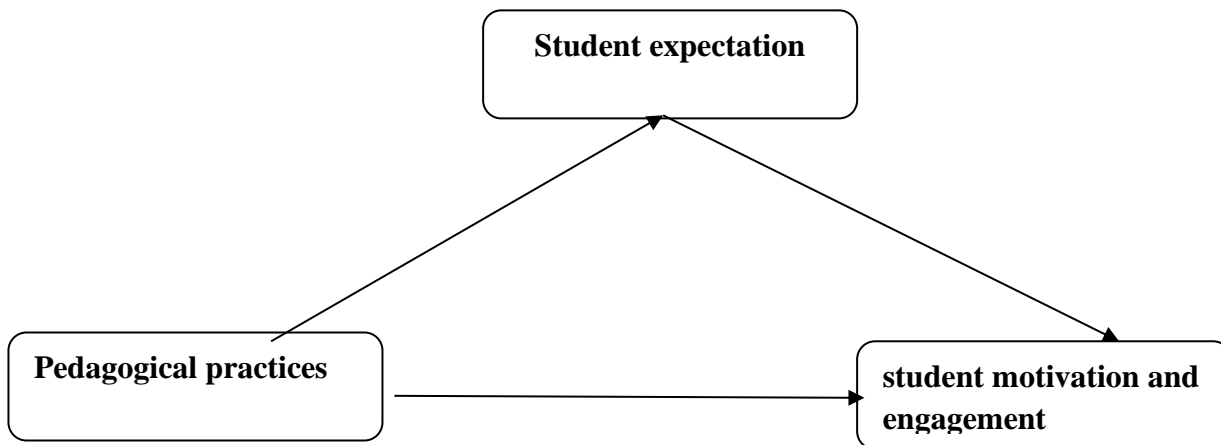 Student expectation
Pedagogical practices
student motivation and
engagement